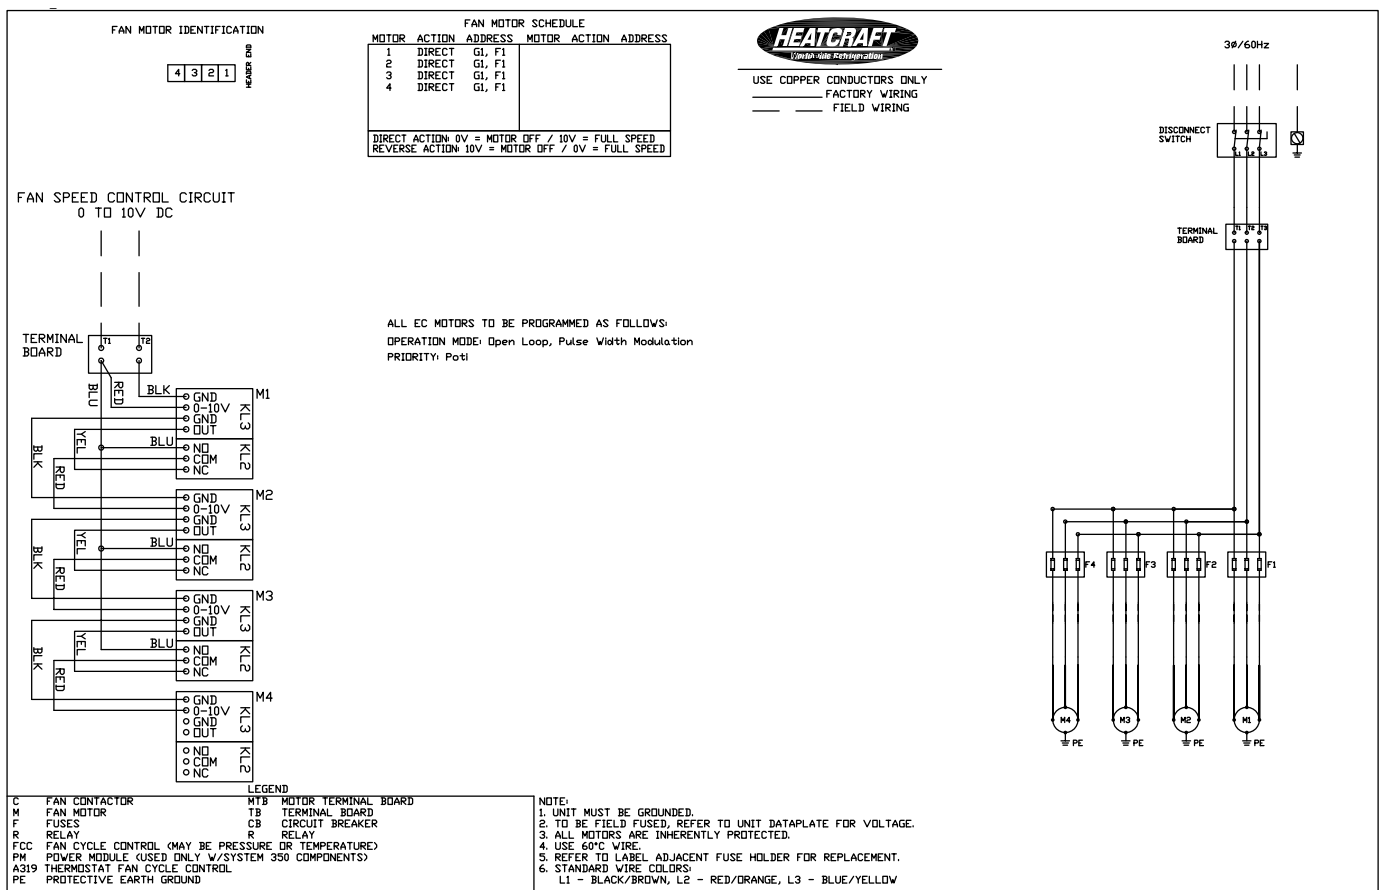 FAN MOTOR IDENTIFICATION
4 3 2 1
HEADER END
FAN MOTOR SCHEDULE
MOTOR ACTION ADDRESS MOTOR ACTION ADDRESS
1 DIRECT G1, F1
2 DIRECT G1, F1
3 DIRECT G1, F1
4 DIRECT G1, F1
DIRECT ACTION: 0V = MOTOR OFF / 10V = FULL SPEED
REVERSE ACTION: 10V = MOTOR OFF / 0V = FULL SPEED
HEATCRAFT
Worldwide Refrigeration
USE COPPER CONDUCTORS ONLY
FACTORY WIRING
FIELD WIRING
3Ø/60Hz
DISCONNECT
SWITCH
L1 L2 L3
TERMINAL
BOARD
T1 T2 T3
FAN SPEED CONTROL CIRCUIT
0 TO 10V DC
TERMINAL
BOARD
T1 T2
ALL EC MOTORS TO BE PROGRAMMED AS FOLLOWS:
OPERATION MODE: Open Loop, Pulse Width Modulation
PRIORITY: Poti
BLU
RED
BLK
M1
GND
0-10V
GND
OUT
KL3
BLU
NO
COM
NC
KL2
YEL
BLK
RED
M2
GND
0-10V
GND
OUT
KL3
BLU
NO
COM
NC
KL2
YEL
BLK
RED
M3
GND
0-10V
GND
OUT
KL3
BLU
NO
COM
NC
KL2
YEL
BLK
RED
M4
GND
0-10V
GND
OUT
KL3
NO
COM
NC
KL2
F4 F3 F2 F1
M4 M3 M2 M1
PE PE PE PE
LEGEND
C FAN CONTACTOR MTB MOTOR TERMINAL BOARD
M FAN MOTOR TB TERMINAL BOARD
F FUSES CB CIRCUIT BREAKER
R RELAY R RELAY
FCC FAN CYCLE CONTROL (MAY BE PRESSURE OR TEMPERATURE)
PM POWER MODULE (USED ONLY W/SYSTEM 350 COMPONENTS)
A319 THERMOSTAT FAN CYCLE CONTROL
PE PROTECTIVE EARTH GROUND
NOTE:
1. UNIT MUST BE GROUNDED.
2. TO BE FIELD FUSED, REFER TO UNIT DATAPLATE FOR VOLTAGE.
3. ALL MOTORS ARE INHERENTLY PROTECTED.
4. USE 60°C WIRE.
5. REFER TO LABEL ADJACENT FUSE HOLDER FOR REPLACEMENT.
6. STANDARD WIRE COLORS:
L1 - BLACK/BROWN, L2 - RED/ORANGE, L3 - BLUE/YELLOW